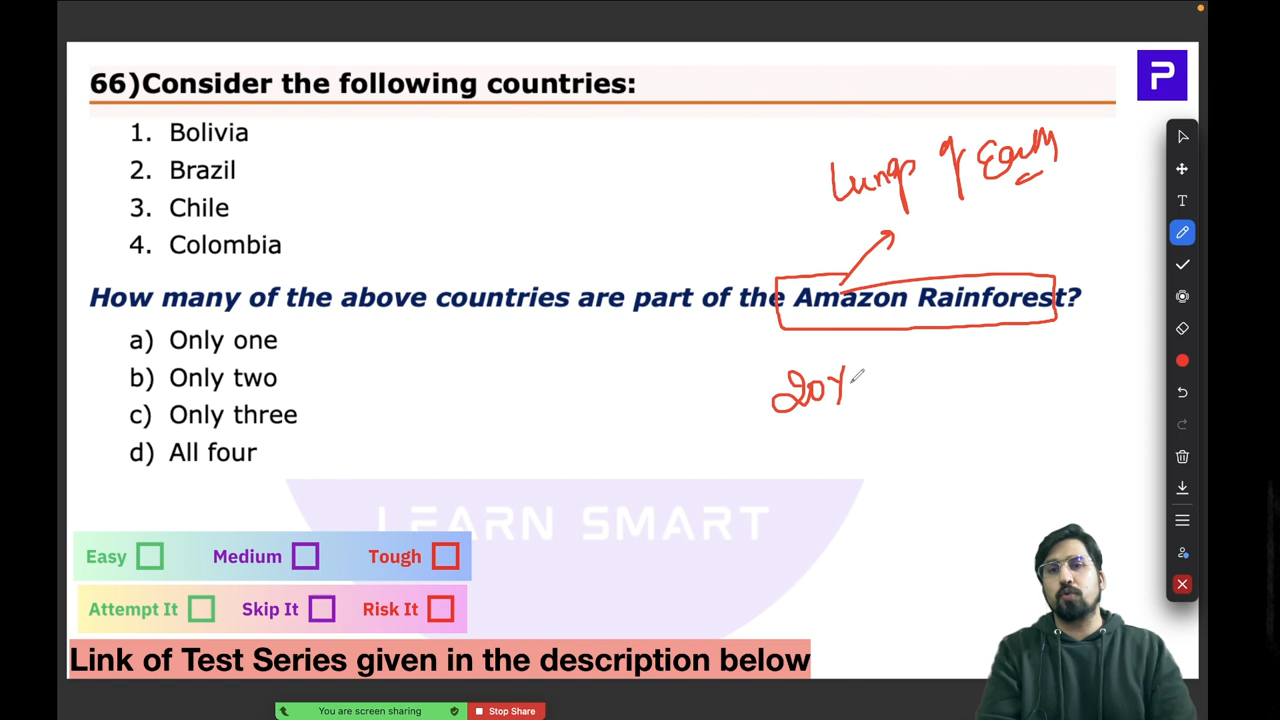 66)Consider the following countries:
1. Bolivia
2. Brazil
3. Chile
4. Colombia
Lungs of Earth
How many of the above countries are part of the Amazon Rainforest?
a) Only one
b) Only two
c) Only three
d) All four
20%
LEARN SMART
Easy Medium Tough
Attempt It Skip It Risk It
Link of Test Series given in the description below
You are screen sharing Stop Share
P
T